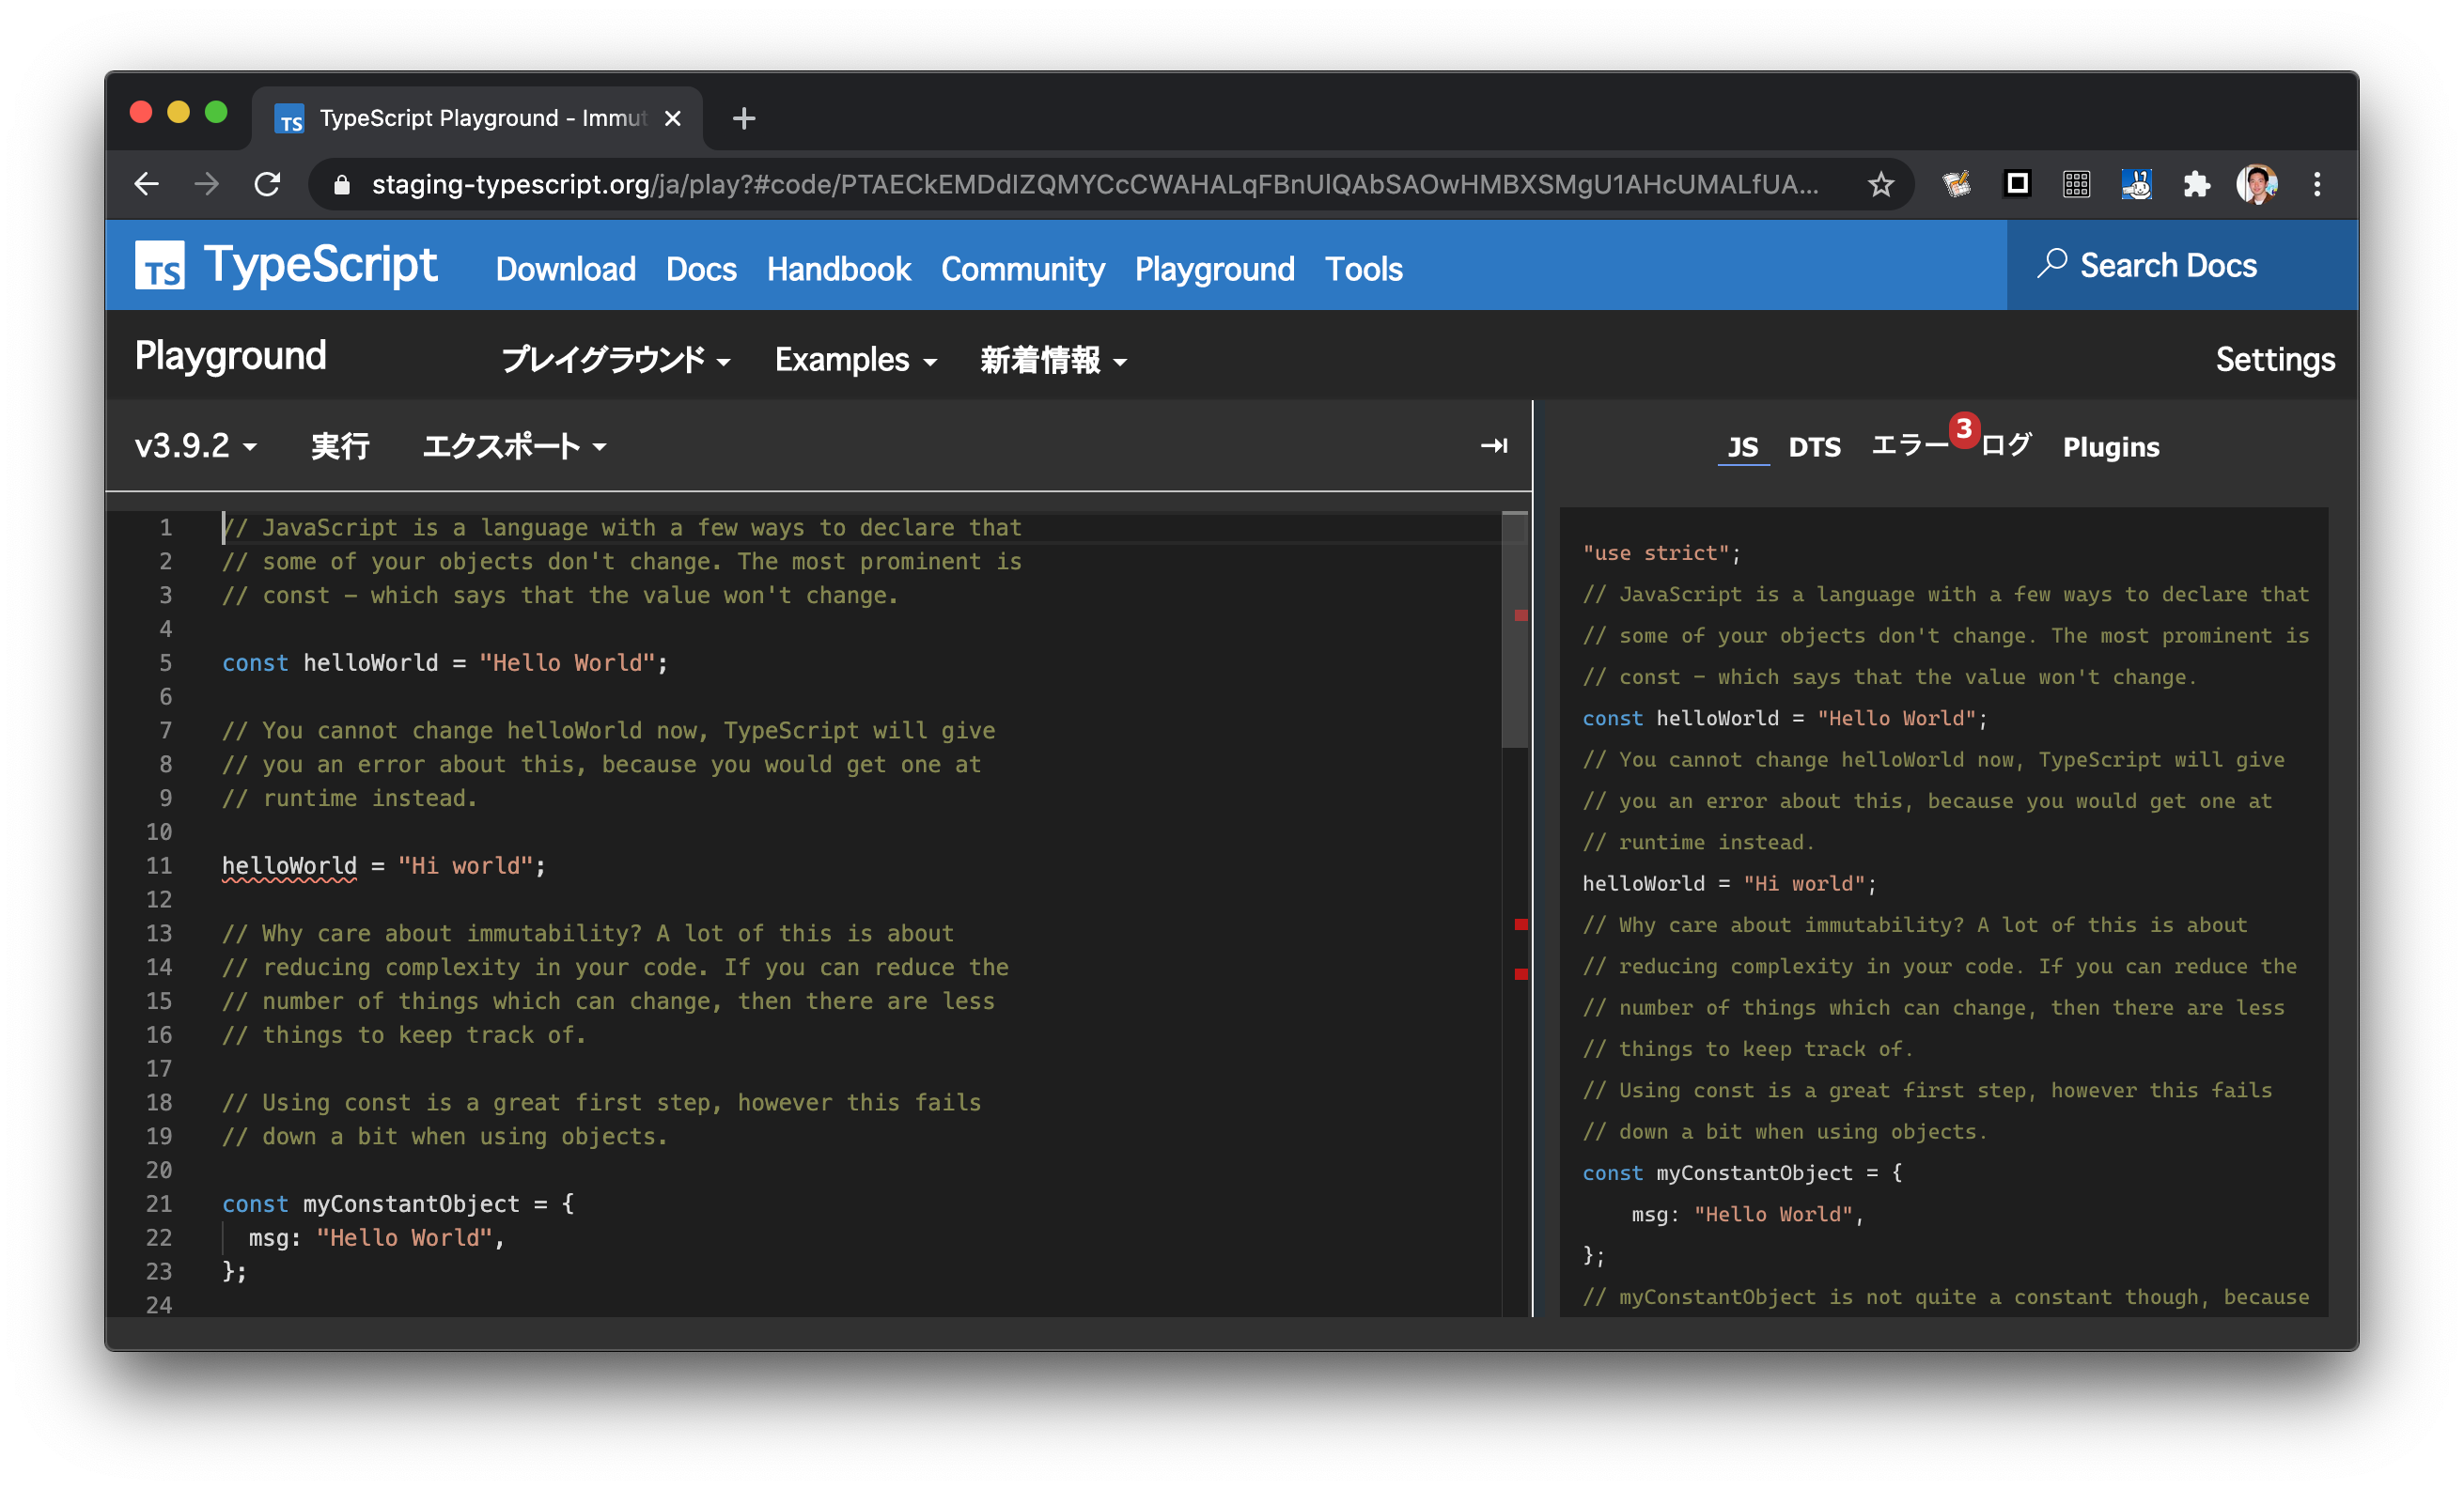 TypeScript Playground - Immut
staging-typescript.org/ja/play?#code/PTAECkEMDdIZQMYCcCWAHALqFBnUIQAbSAOwHMBXSMgU1AHcUMALfUA...
TS TypeScript Download Docs Handbook Community Playground Tools Search Docs
Playground プレイグラウンド Examples 新着情報 Settings
v3.9.2 実行 エクスポート
1 // JavaScript is a language with a few ways to declare that
2 // some of your objects don't change. The most prominent is
3 // const - which says that the value won't change.
4
5 const helloWorld = "Hello World";
6
7 // You cannot change helloWorld now, TypeScript will give
8 // you an error about this, because you would get one at
9 // runtime instead.
10
11 helloWorld = "Hi world";
12
13 // Why care about immutability? A lot of this is about
14 // reducing complexity in your code. If you can reduce the
15 // number of things which can change, then there are less
16 // things to keep track of.
17
18 // Using const is a great first step, however this fails
19 // down a bit when using objects.
20
21 const myConstantObject = {
22 msg: "Hello World",
23 };
24
JS DTS エラー 3 ログ Plugins
"use strict";
// JavaScript is a language with a few ways to declare that
// some of your objects don't change. The most prominent is
// const - which says that the value won't change.
const helloWorld = "Hello World";
// You cannot change helloWorld now, TypeScript will give
// you an error about this, because you would get one at
// runtime instead.
helloWorld = "Hi world";
// Why care about immutability? A lot of this is about
// reducing complexity in your code. If you can reduce the
// number of things which can change, then there are less
// things to keep track of.
// Using const is a great first step, however this fails
// down a bit when using objects.
const myConstantObject = {
msg: "Hello World",
};
// myConstantObject is not quite a constant though, because